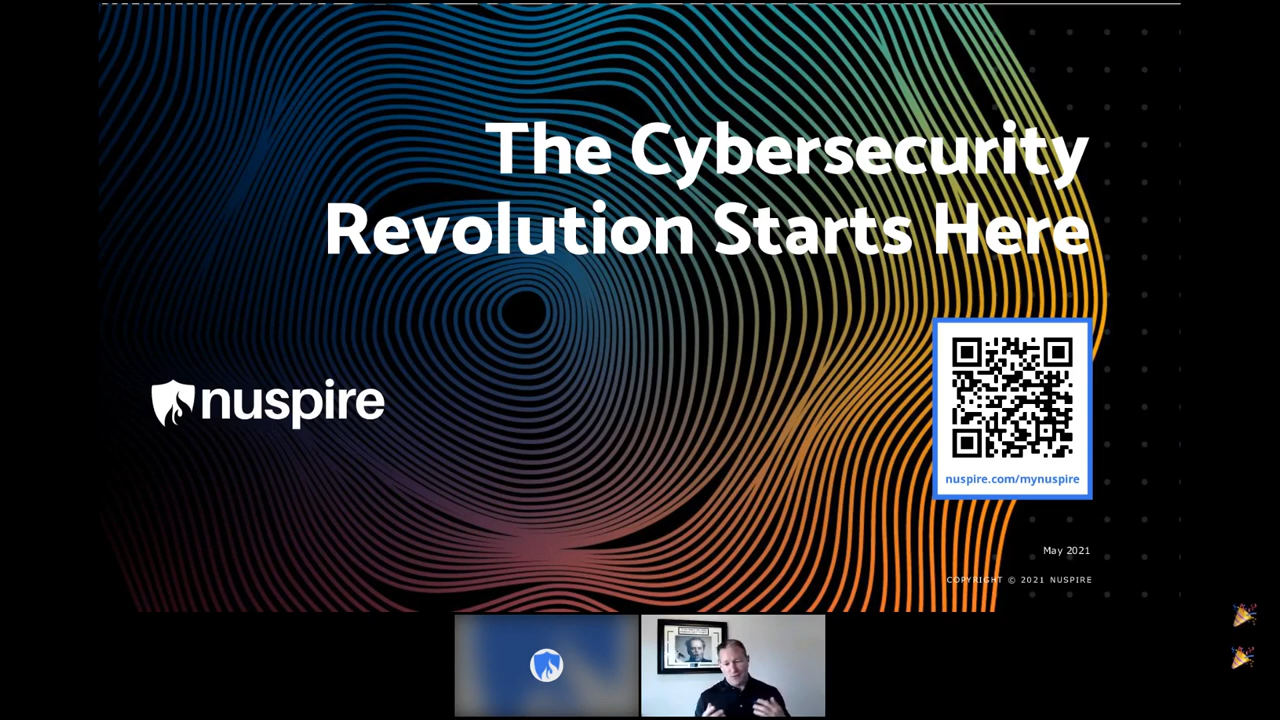 The Cybersecurity
Revolution Starts Here
nuspire
nuspire.com/mynuspire
May 2021
COPYRIGHT © 2021 NUSPIRE